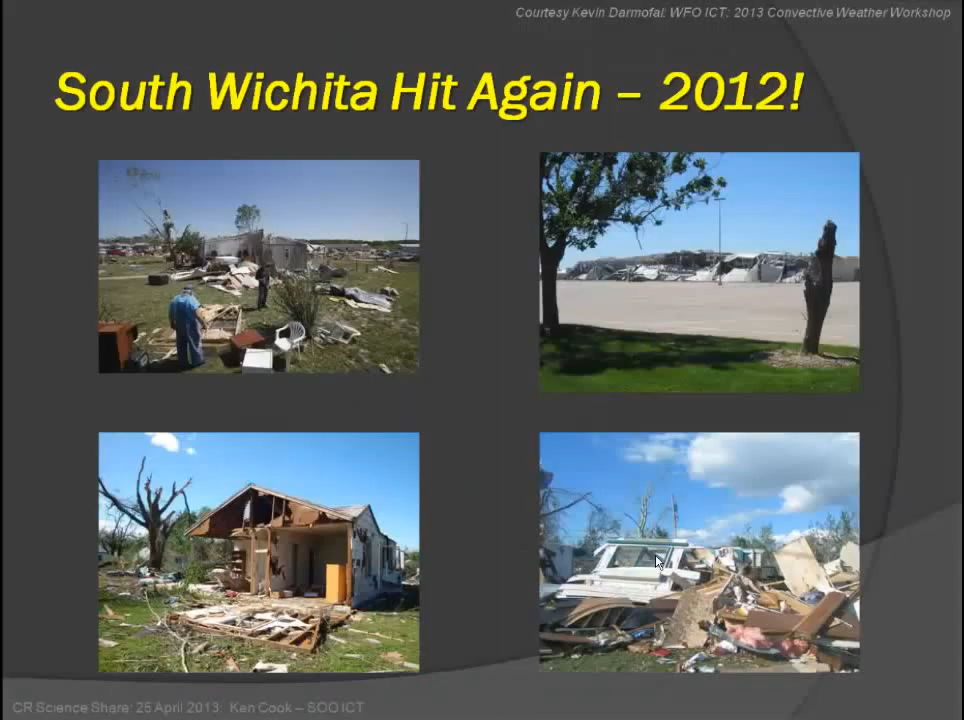 Courtesy Kevin Darmofal: WFO ICT: 2013 Convective Weather Workshop
South Wichita Hit Again – 2012!
CR Science Share: 25 April 2013: Ken Cook – SOO ICT